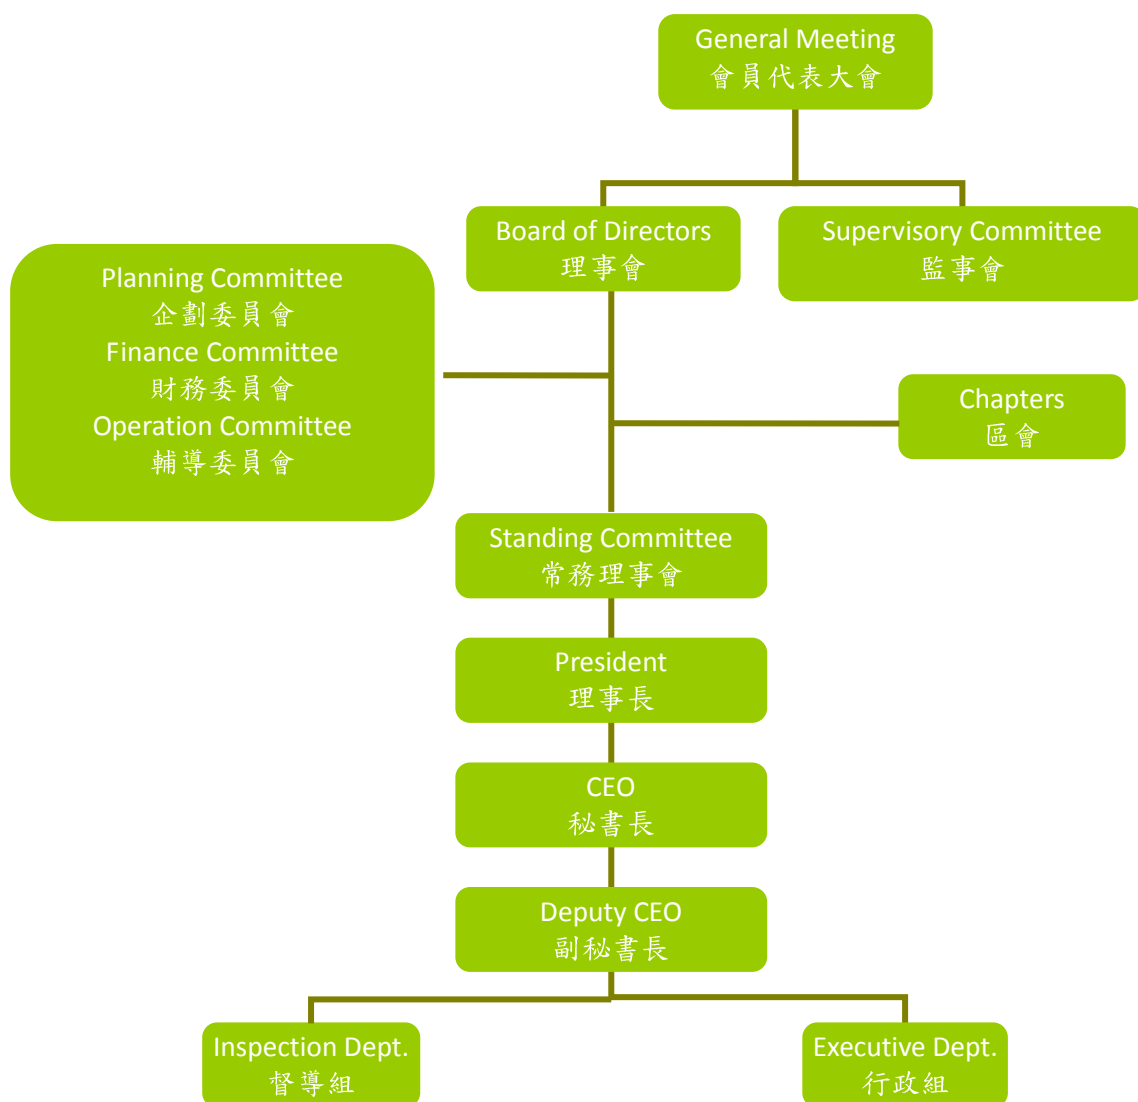 General Meeting
會員代表大會
Board of Directors
理事會
Supervisory Committee
監事會
Planning Committee
企劃委員會
Finance Committee
財務委員會
Operation Committee
輔導委員會
Chapters
區會
Standing Committee
常務理事會
President
理事長
CEO
秘書長
Deputy CEO
副秘書長
Inspection Dept.
督導組
Executive Dept.
行政組